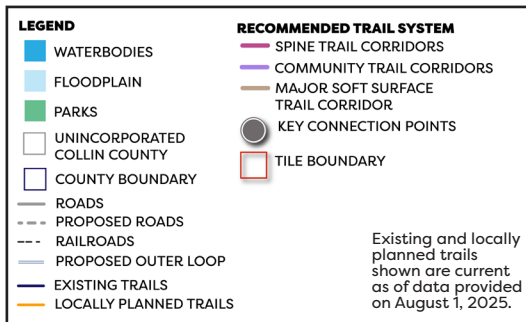 LEGEND
WATERBODIES
FLOODPLAIN
PARKS
UNINCORPORATED
COLLIN COUNTY
COUNTY BOUNDARY
ROADS
PROPOSED ROADS
RAILROADS
PROPOSED OUTER LOOP
EXISTING TRAILS
LOCALLY PLANNED TRAILS
RECOMMENDED TRAIL SYSTEM
SPINE TRAIL CORRIDORS
COMMUNITY TRAIL CORRIDORS
MAJOR SOFT SURFACE
TRAIL CORRIDOR
KEY CONNECTION POINTS
TILE BOUNDARY
Existing and locally
planned trails
shown are current
as of data provided
on August 1, 2025.